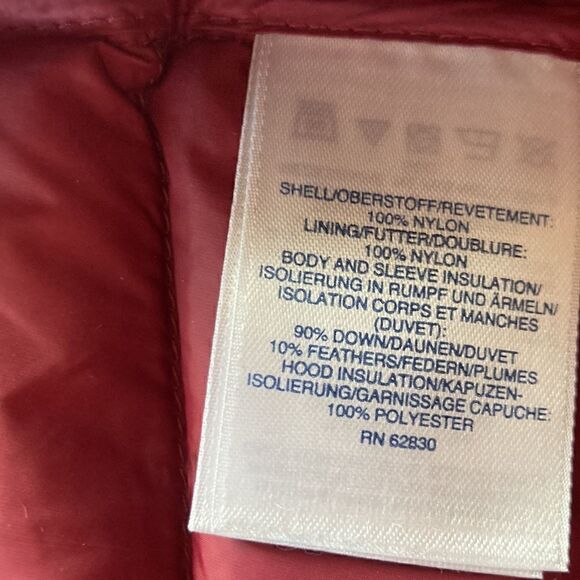 SHELL/OBERSTOFF/REVETEMENT:
100% NYLON
LINING/FUTTER/DOUBLURE:
100% NYLON
BODY AND SLEEVE INSULATION/
ISOLIERUNG IN RUMPF UND ÄRMELN/
ISOLATION CORPS ET MANCHES
(DUVET):
90% DOWN/DAUNEN/DUVET
10% FEATHERS/FEDERN/PLUMES
HOOD INSULATION/KAPUZEN-
ISOLIERUNG/GARNISSAGE CAPUCHE:
100% POLYESTER
RN 62830